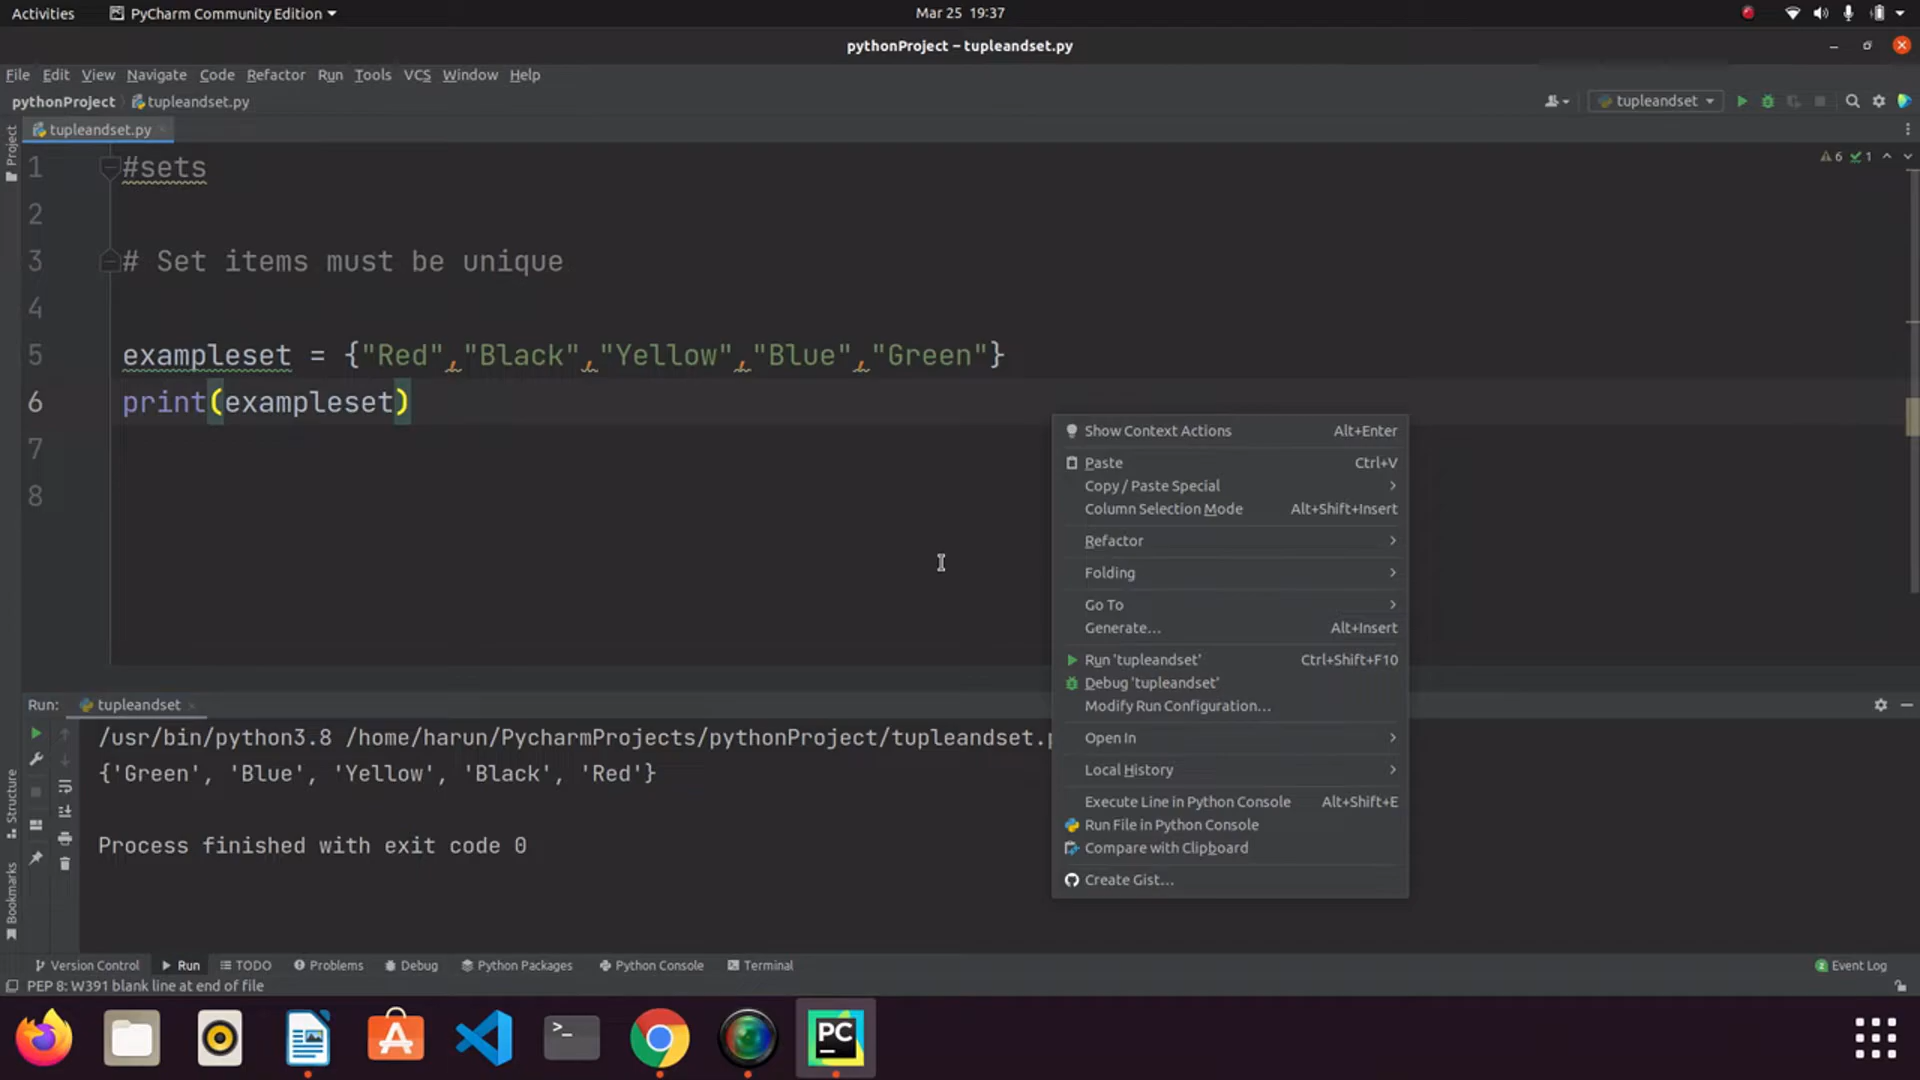 Activities PyCharm Community Edition Mar 25 19:37
pythonProject – tupleandset.py
File Edit View Navigate Code Refactor Run Tools VCS Window Help
pythonProject tupleandset.py tupleandset
tupleandset.py
Project
1 #sets
6 1
2
3 # Set items must be unique
4
5 exampleset = {"Red","Black","Yellow","Blue","Green"}
6 print(exampleset)
7
8
Show Context Actions Alt+Enter
Paste Ctrl+V
Copy / Paste Special
Column Selection Mode Alt+Shift+Insert
Refactor
Folding
Go To
Generate... Alt+Insert
Run 'tupleandset' Ctrl+Shift+F10
Debug 'tupleandset'
Modify Run Configuration...
Open In
Local History
Execute Line in Python Console Alt+Shift+E
Run File in Python Console
Compare with Clipboard
Create Gist...
Run: tupleandset
/usr/bin/python3.8 /home/harun/PycharmProjects/pythonProject/tupleandset.
{'Green', 'Blue', 'Yellow', 'Black', 'Red'}
Process finished with exit code 0
Structure
Bookmarks
Version Control Run TODO Problems Debug Python Packages Python Console Terminal 2 Event Log
PEP 8: W391 blank line at end of file
>_
PC